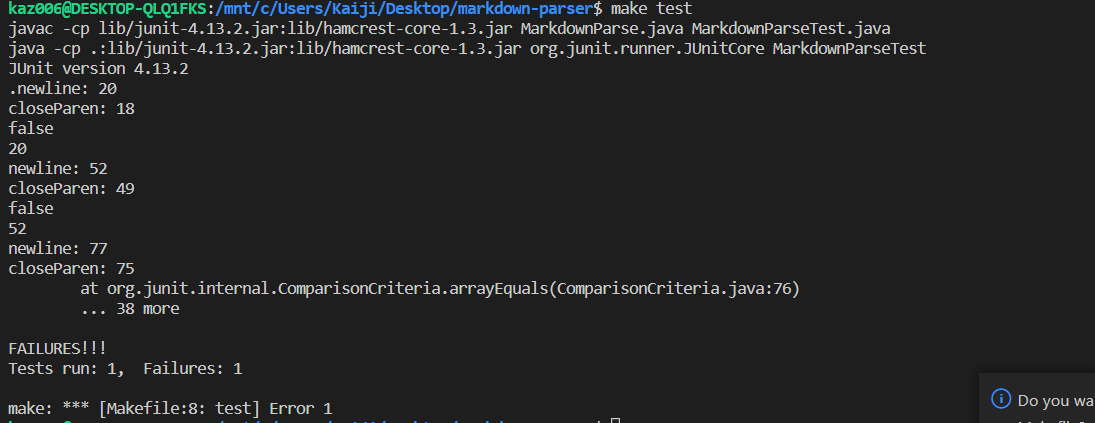 kaz006@DESKTOP-QLQ1FKS:/mnt/c/Users/Kaiji/Desktop/markdown-parser$ make test
javac -cp lib/junit-4.13.2.jar:lib/hamcrest-core-1.3.jar MarkdownParse.java MarkdownParseTest.java
java -cp .:lib/junit-4.13.2.jar:lib/hamcrest-core-1.3.jar org.junit.runner.JUnitCore MarkdownParseTest
JUnit version 4.13.2
.newline: 20
closeParen: 18
false
20
newline: 52
closeParen: 49
false
52
newline: 77
closeParen: 75
at org.junit.internal.ComparisonCriteria.arrayEquals(ComparisonCriteria.java:76)
... 38 more
FAILURES!!!
Tests run: 1,  Failures: 1
Do you wa
make: *** [Makefile:8: test] Error 1